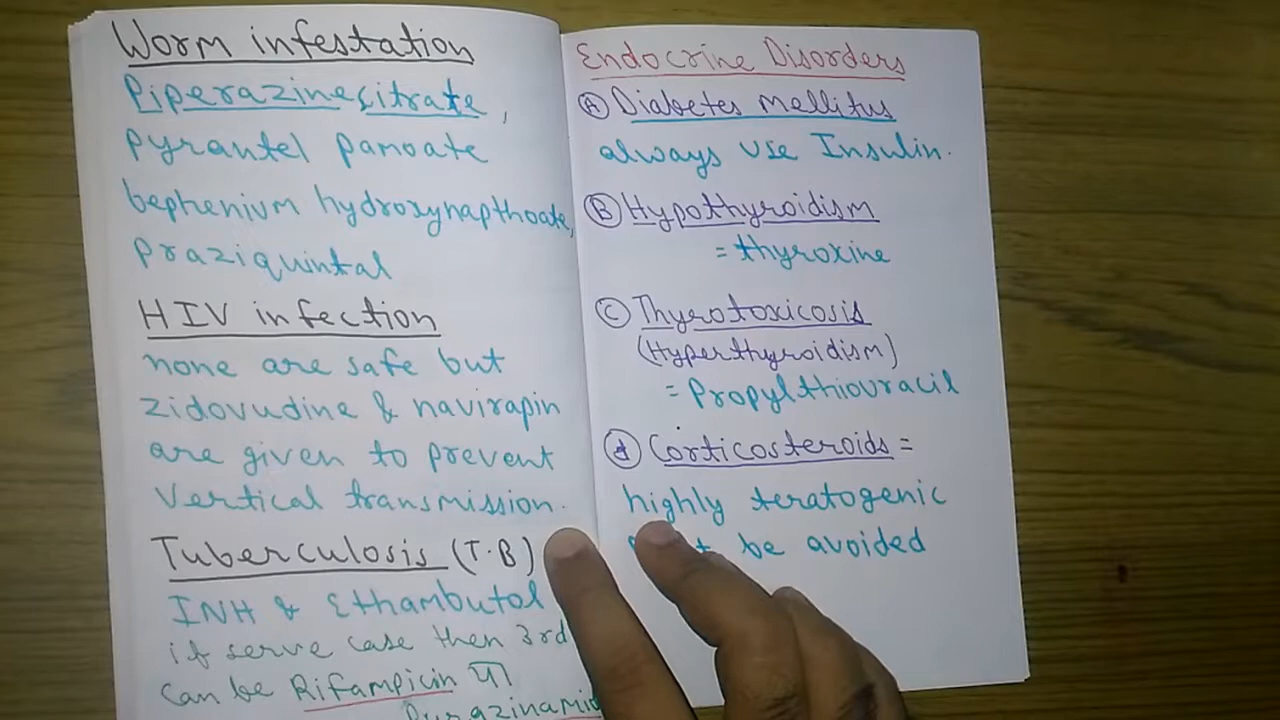 Worm infestation
Piperazine citrate,
Pyrantel pamoate
bephenium hydroxynapthoate,
Praziquintal
HIV infection
none are safe but
zidovudine & navirapin
are given to prevent
Vertical transmission.
Tuberculosis (T.B)
INH & Ethambutol
if serve case then 3rd
can be Rifampicin या
Endocrine Disorders
A Diabetes mellitus
always use Insulin.
B Hypothyroidism
= thyroxine
C Thyrotoxicosis
(Hyperthyroidism)
= Propylthiouracil
d Corticosteroids =
highly teratogenic
be avoided